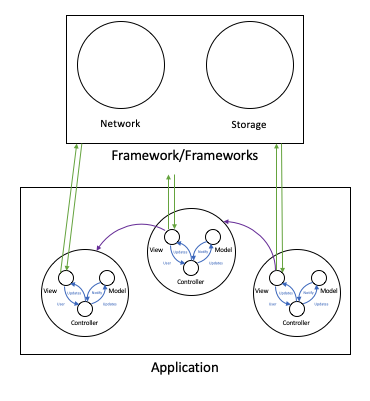 Network
Storage
Framework/Frameworks
View
Updates
Notify
Model
User
Updates
Controller
View
Updates
Notify
Model
User
Updates
Controller
View
Updates
Notify
Model
User
Updates
Controller
Application